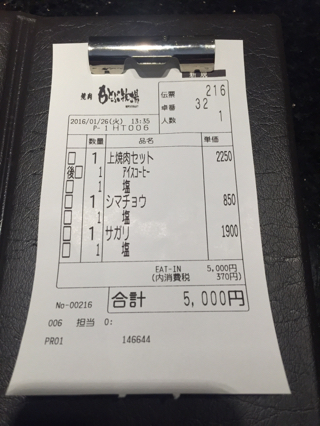 焼肉
伝票 216
卓番 32
人数 1
2016/01/26(火) 13:35
P-1HT006
数量 品名 単価
1 上焼肉セット 2250
後 1 アイスコーヒー
1 塩
1 シマチョウ 850
1 塩
1 サガリ 1900
1 塩
EAT-IN 5,000円
(内消費税 370円)
No-00216
合計 5,000円
006 担当 0:
PR01 146644